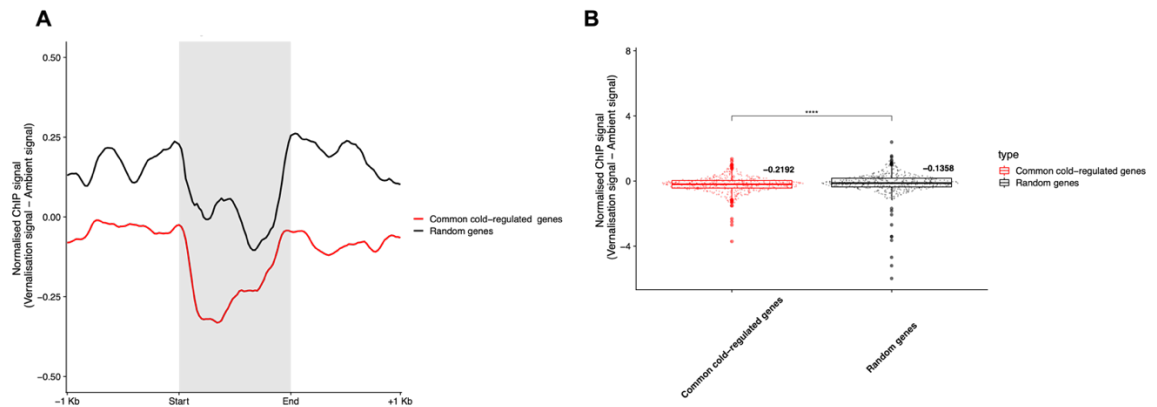 A
Normalised ChIP signal
(Vernalisation signal – Ambient signal)
0.50
0.25
0.00
−0.25
−0.50
−1 Kb
Start
End
+1 Kb
Common cold−regulated genes
Random genes
B
Normalised ChIP signal
(Vernalisation signal – Ambient signal)
8
4
0
−4
****
−0.2192
−0.1358
Common cold−regulated genes
Random genes
type
Common cold−regulated genes
Random genes